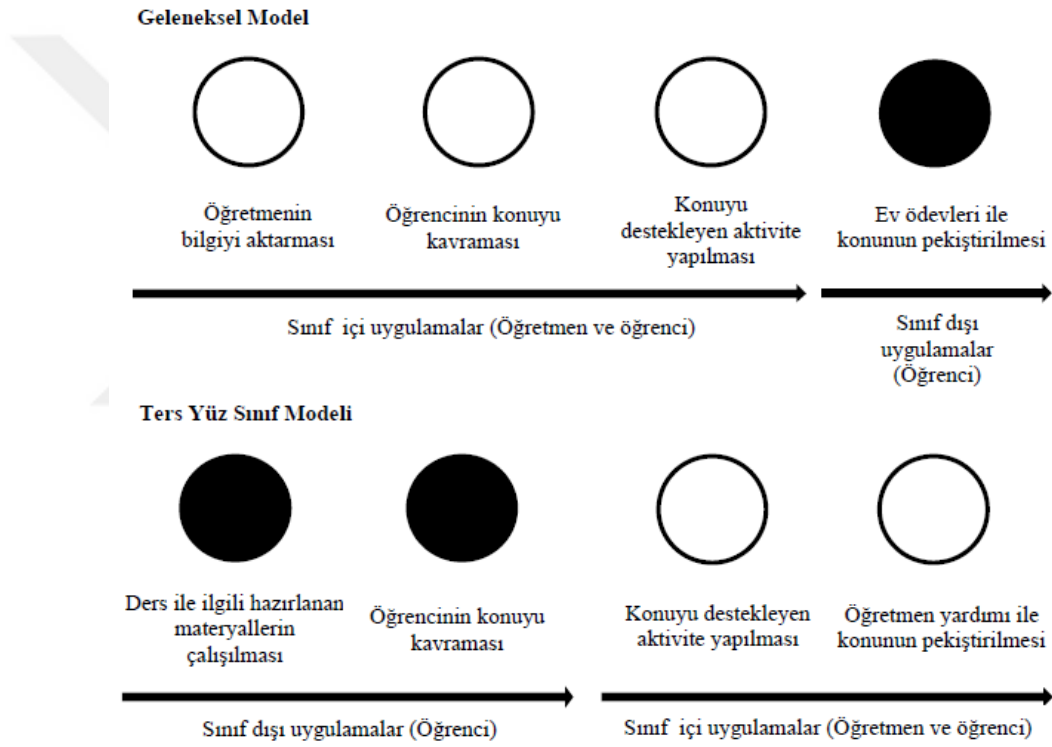 Geleneksel Model
Öğretmenin
bilgiyi aktarması
Öğrencinin konuyu
kavraması
Konuyu
destekleyen aktivite
yapılması
Ev ödevleri ile
konunun pekiştirilmesi
Sınıf içi uygulamalar (Öğretmen ve öğrenci)
Sınıf dışı
uygulamalar
(Öğrenci)
Ters Yüz Sınıf Modeli
Ders ile ilgili hazırlanan
materyallerin
çalışılması
Öğrencinin konuyu
kavraması
Konuyu destekleyen
aktivite yapılması
Öğretmen yardımı ile
konunun pekiştirilmesi
Sınıf dışı uygulamalar (Öğrenci)
Sınıf içi uygulamalar (Öğretmen ve öğrenci)